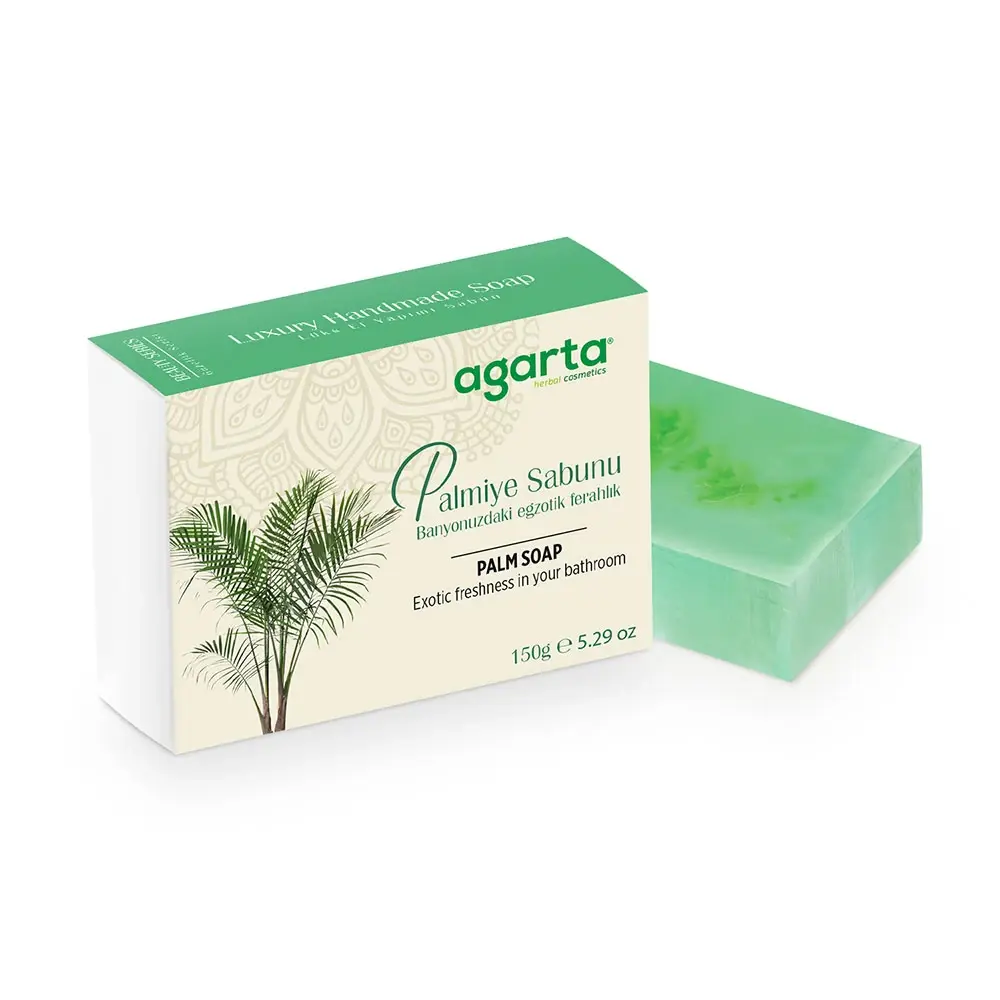 Luxury Handmade Soap
Lüks El Yapımı Sabun
BEAUTY SERIES
agarta®
herbal cosmetics
Palmiye Sabunu
Banyonuzdaki egzotik ferahlık
PALM SOAP
Exotic freshness in your bathroom
150g ℮ 5.29 oz